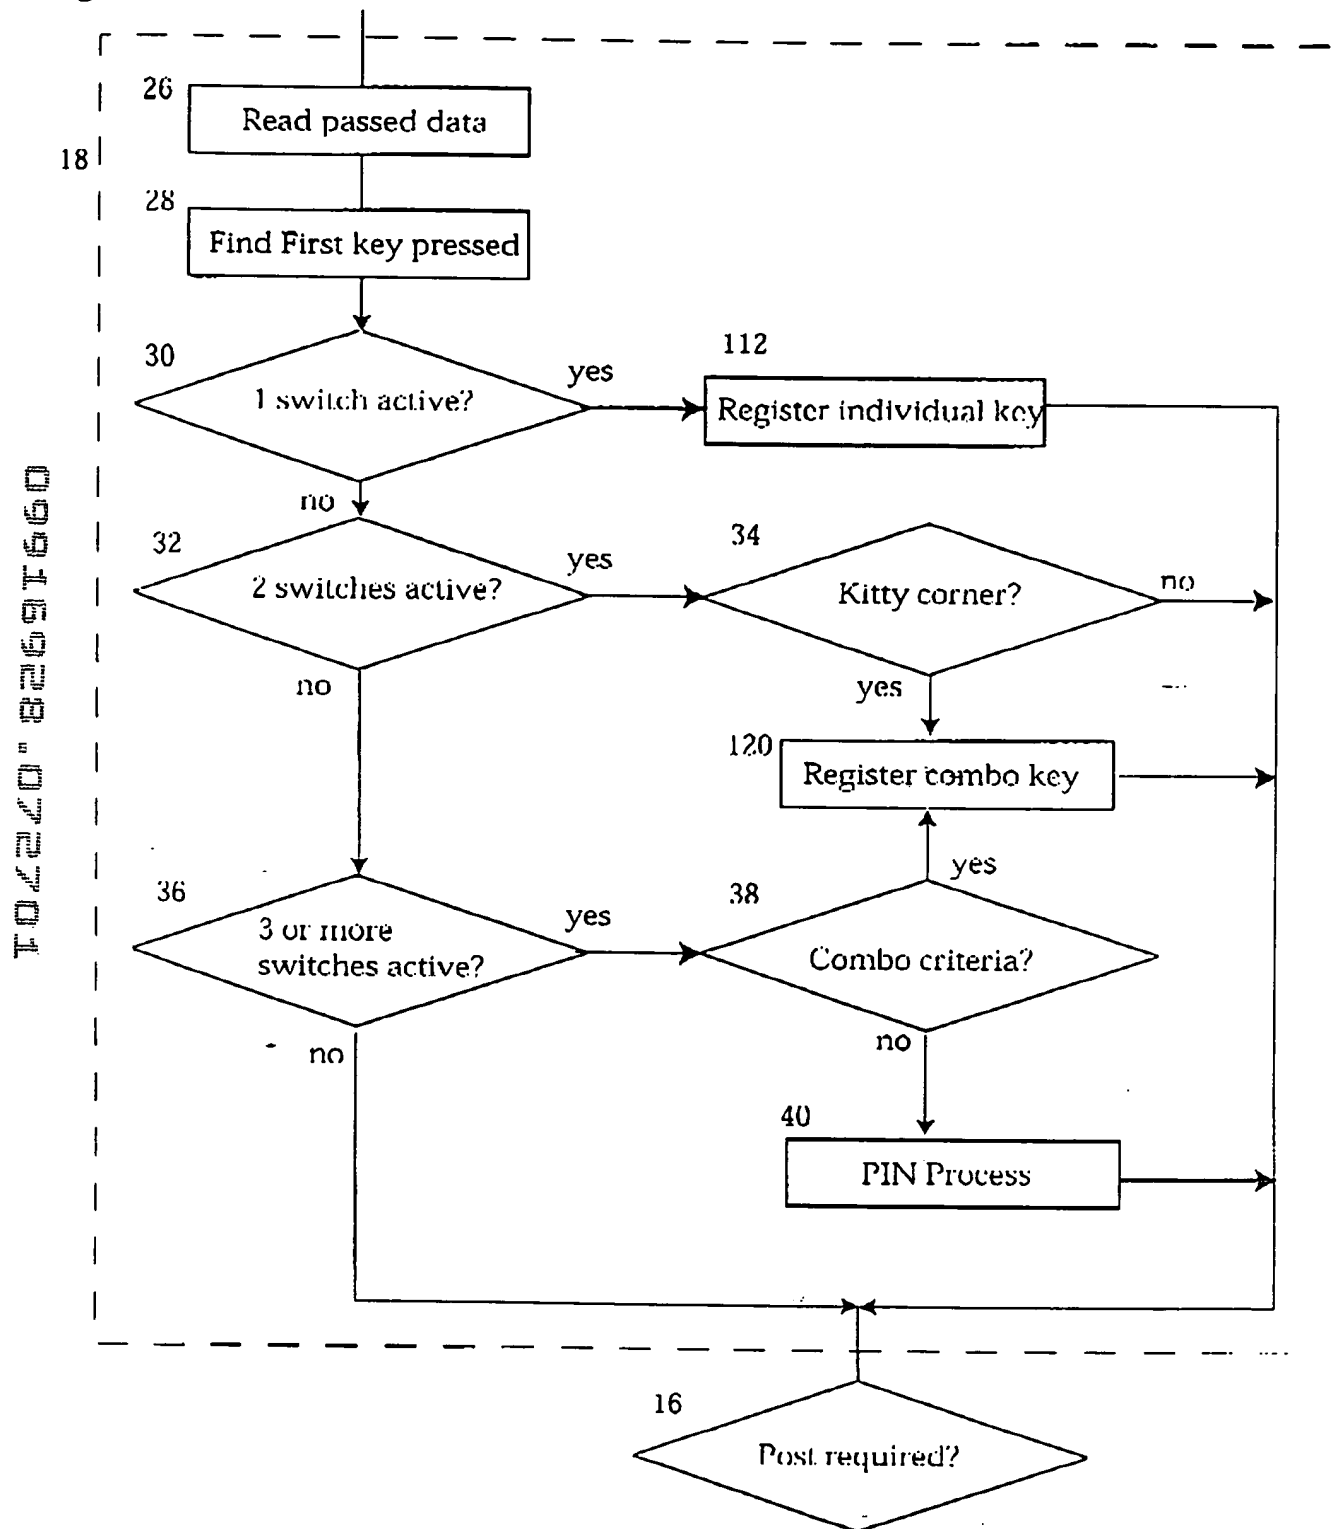 26
Read passed data
18
28
Find First key pressed
30
1 switch active?
yes
112
Register individual key
no
32
2 switches active?
yes
34
Kitty corner?
no
no
yes
120
Register combo key
36
3 or more
switches active?
yes
38
yes
Combo criteria?
no
no
40
PIN Process
16
Post required?
09916928.072701